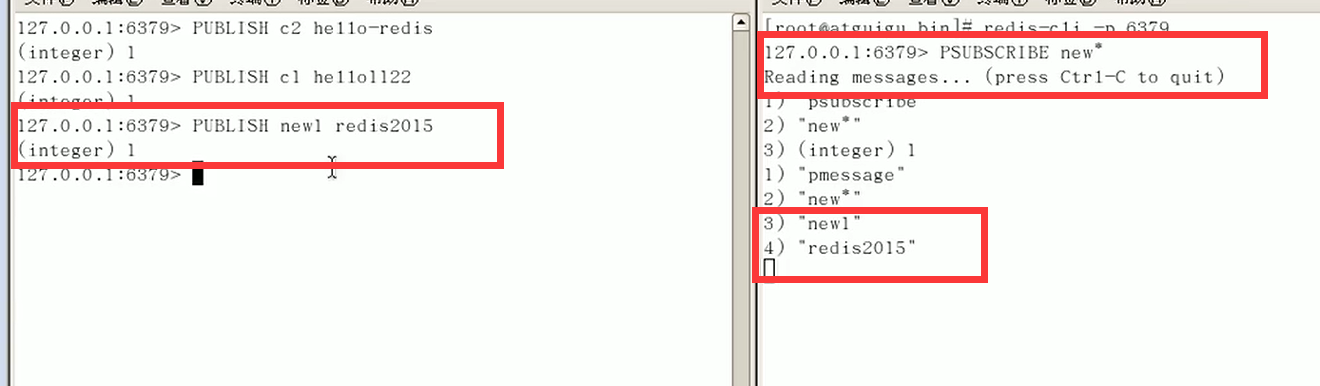 127.0.0.1:6379> PUBLISH c2 hello-redis
(integer) 1
127.0.0.1:6379> PUBLISH c1 hello1122
(integer) 1
127.0.0.1:6379> PUBLISH new1 redis2015
(integer) 1
127.0.0.1:6379>
[root@atguigu bin]# redis-cli -p 6379
127.0.0.1:6379> PSUBSCRIBE new*
Reading messages... (press Ctrl-C to quit)
1) "psubscribe"
2) "new*"
3) (integer) 1
1) "pmessage"
2) "new*"
3) "new1"
4) "redis2015"